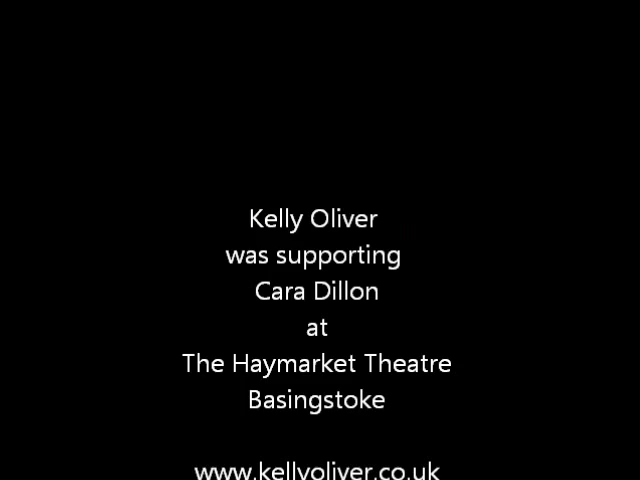 Kelly Oliver
was supporting
Cara Dillon
at
The Haymarket Theatre
Basingstoke
www.kellyoliver.co.uk